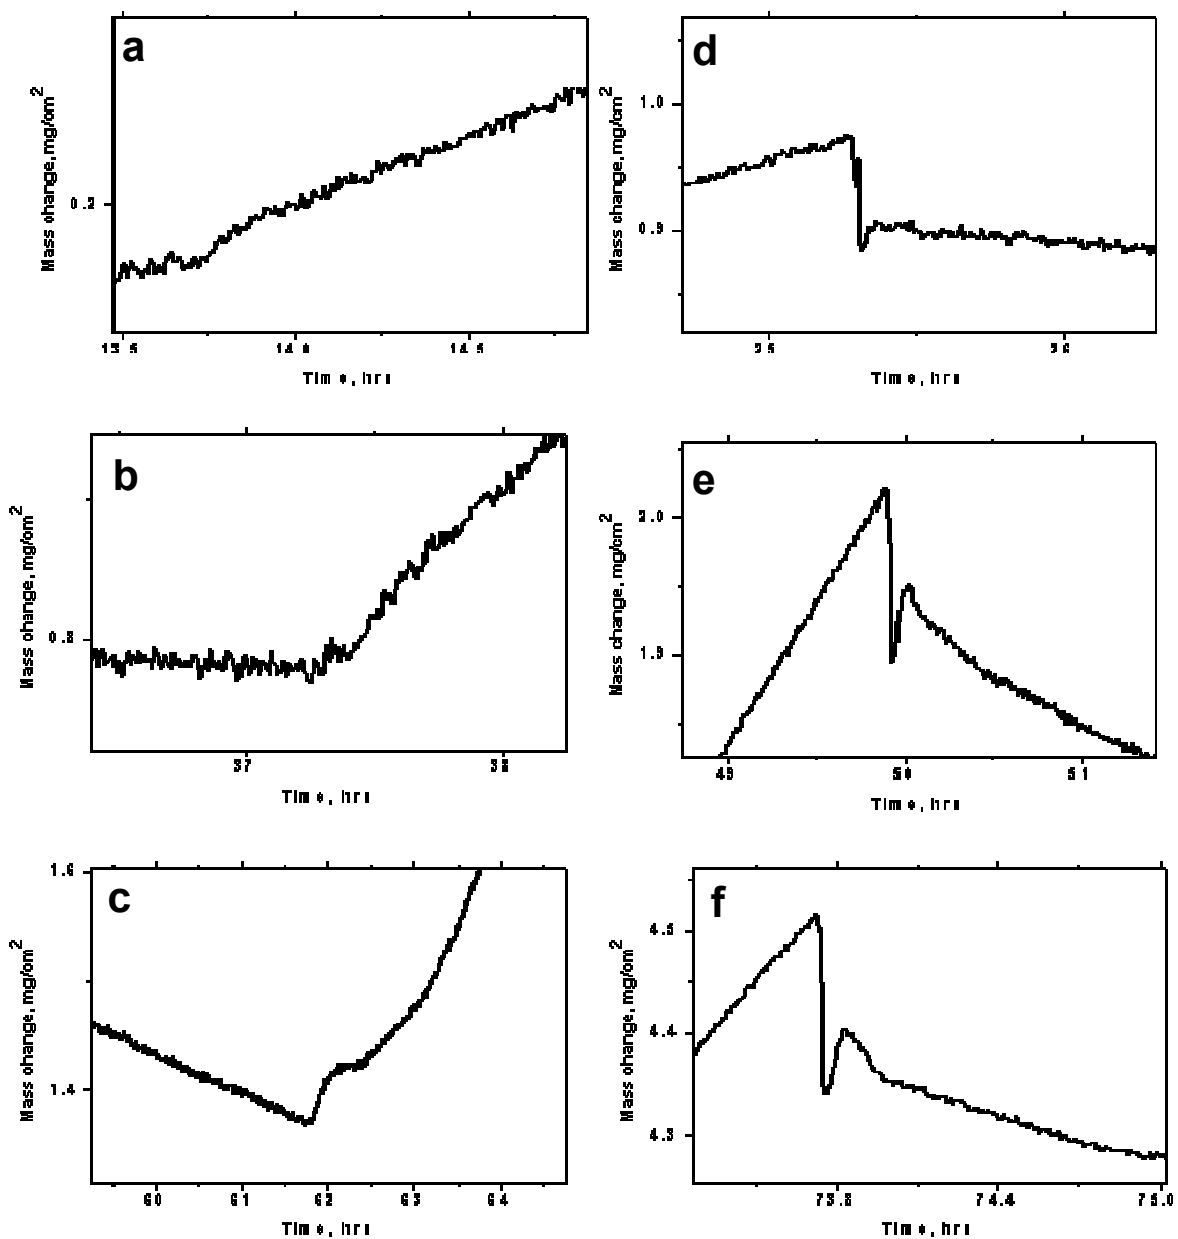 a
Mass change, mg/cm2
0.2
13.5 14.0 14.5
Time, hrs
d
Mass change, mg/cm2
1.0
0.9
Time, hrs
b
Mass change, mg/cm2
37 38
Time, hrs
e
Mass change, mg/cm2
2.0
1.9
49 50 51
Time, hrs
c
Mass change, mg/cm2
1.6
1.4
60 61 62 63 64
Time, hrs
f
Mass change, mg/cm2
4.5
4.4
4.3
73.8 74.4 75.0
Time, hrs